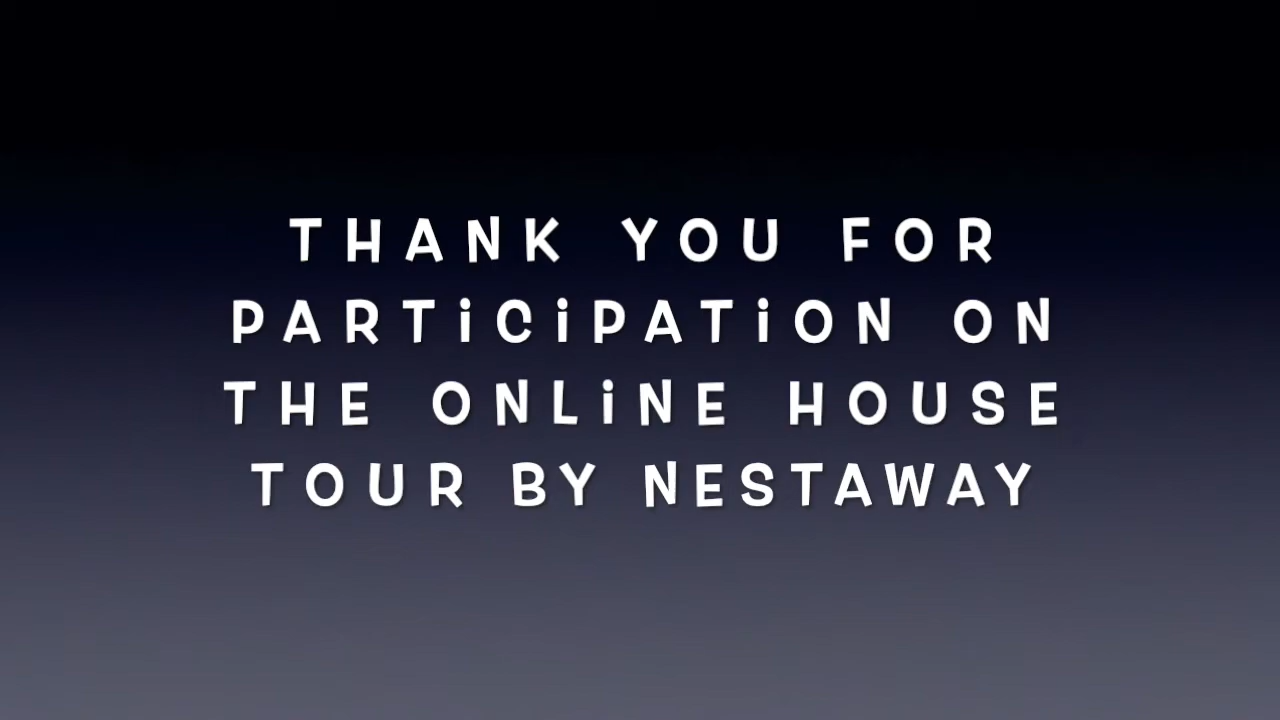 THANK YOU FOR
PARTiCiPATiON ON
THE ONLiNE HOUSE
TOUR BY NESTAWAY